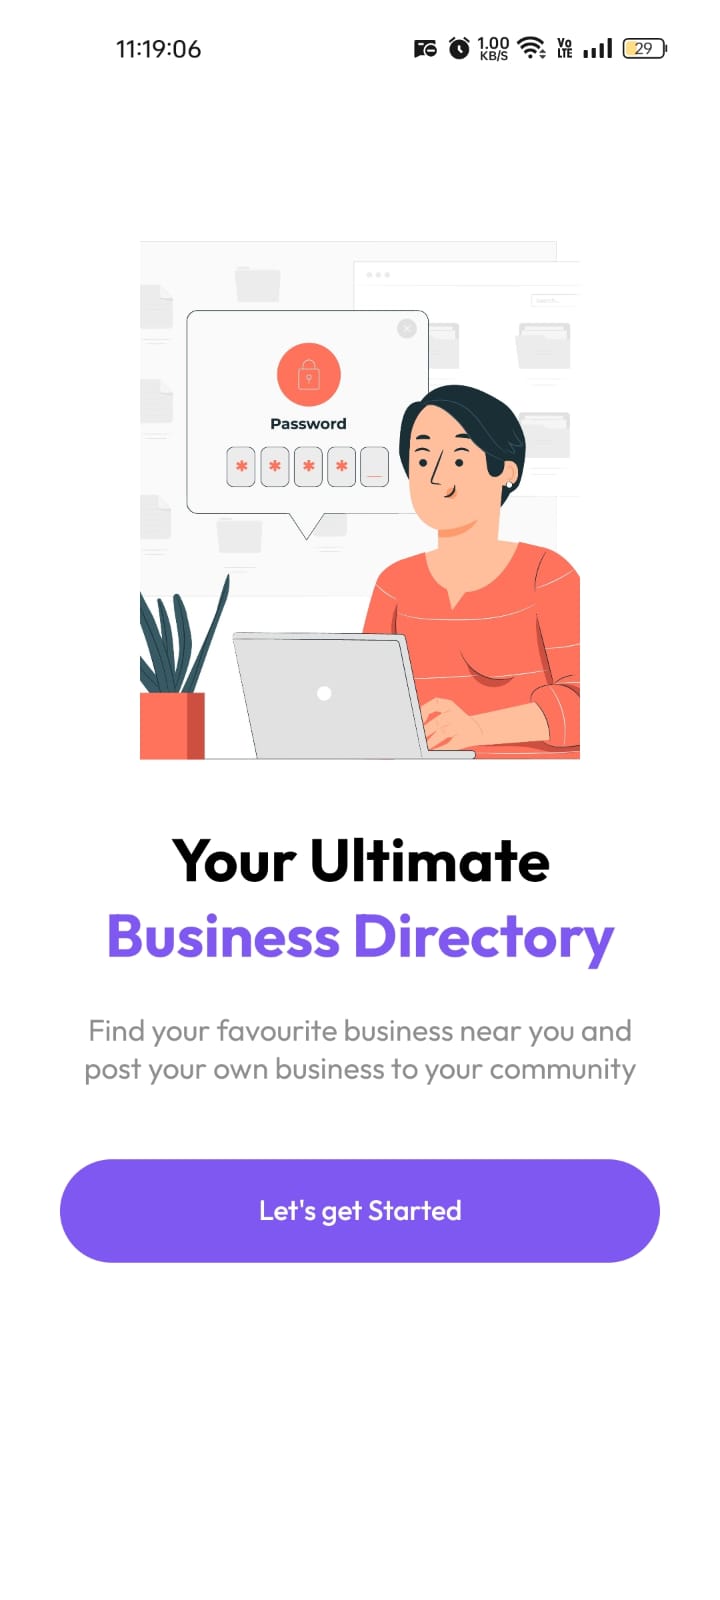 11:19:06
1.00
KB/S
Vo
LTE
29
Search...
Password
* * * * _
Your Ultimate
Business Directory
Find your favourite business near you and
post your own business to your community
Let's get Started